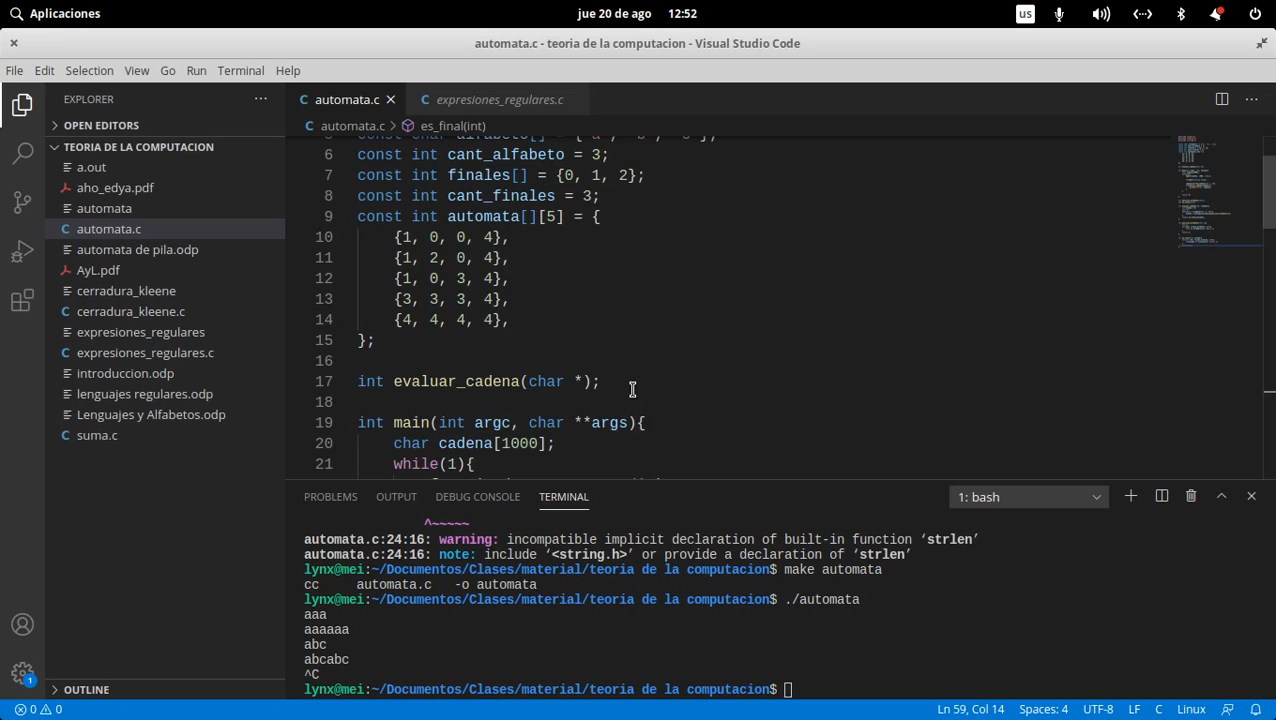 Aplicaciones
jue 20 de ago 12:52
us
automata.c - teoria de la computacion - Visual Studio Code
File Edit Selection View Go Run Terminal Help
EXPLORER
OPEN EDITORS
TEORIA DE LA COMPUTACION
a.out
aho_edya.pdf
automata
automata.c
automata de pila.odp
AyL.pdf
cerradura_kleene
cerradura_kleene.c
expresiones_regulares
expresiones_regulares.c
introduccion.odp
lenguajes regulares.odp
Lenguajes y Alfabetos.odp
suma.c
OUTLINE
automata.c
expresiones_regulares.c
automata.c > es_final(int)
6 const int cant_alfabeto = 3;
7 const int finales[] = {0, 1, 2};
8 const int cant_finales = 3;
9 const int automata[][5] = {
10 {1, 0, 0, 4},
11 {1, 2, 0, 4},
12 {1, 0, 3, 4},
13 {3, 3, 3, 4},
14 {4, 4, 4, 4},
15 };
16
17 int evaluar_cadena(char *);
18
19 int main(int argc, char **args){
20 char cadena[1000];
21 while(1){
PROBLEMS OUTPUT DEBUG CONSOLE TERMINAL
1: bash
^~~~~~
automata.c:24:16: warning: incompatible implicit declaration of built-in function ‘strlen’
automata.c:24:16: note: include ‘<string.h>’ or provide a declaration of ‘strlen’
lynx@mei:~/Documentos/Clases/material/teoria de la computacion$ make automata
cc automata.c -o automata
lynx@mei:~/Documentos/Clases/material/teoria de la computacion$ ./automata
aaa
aaaaaa
abc
abcabc
^C
lynx@mei:~/Documentos/Clases/material/teoria de la computacion$
1
0 0
Ln 59, Col 14 Spaces: 4 UTF-8 LF C Linux